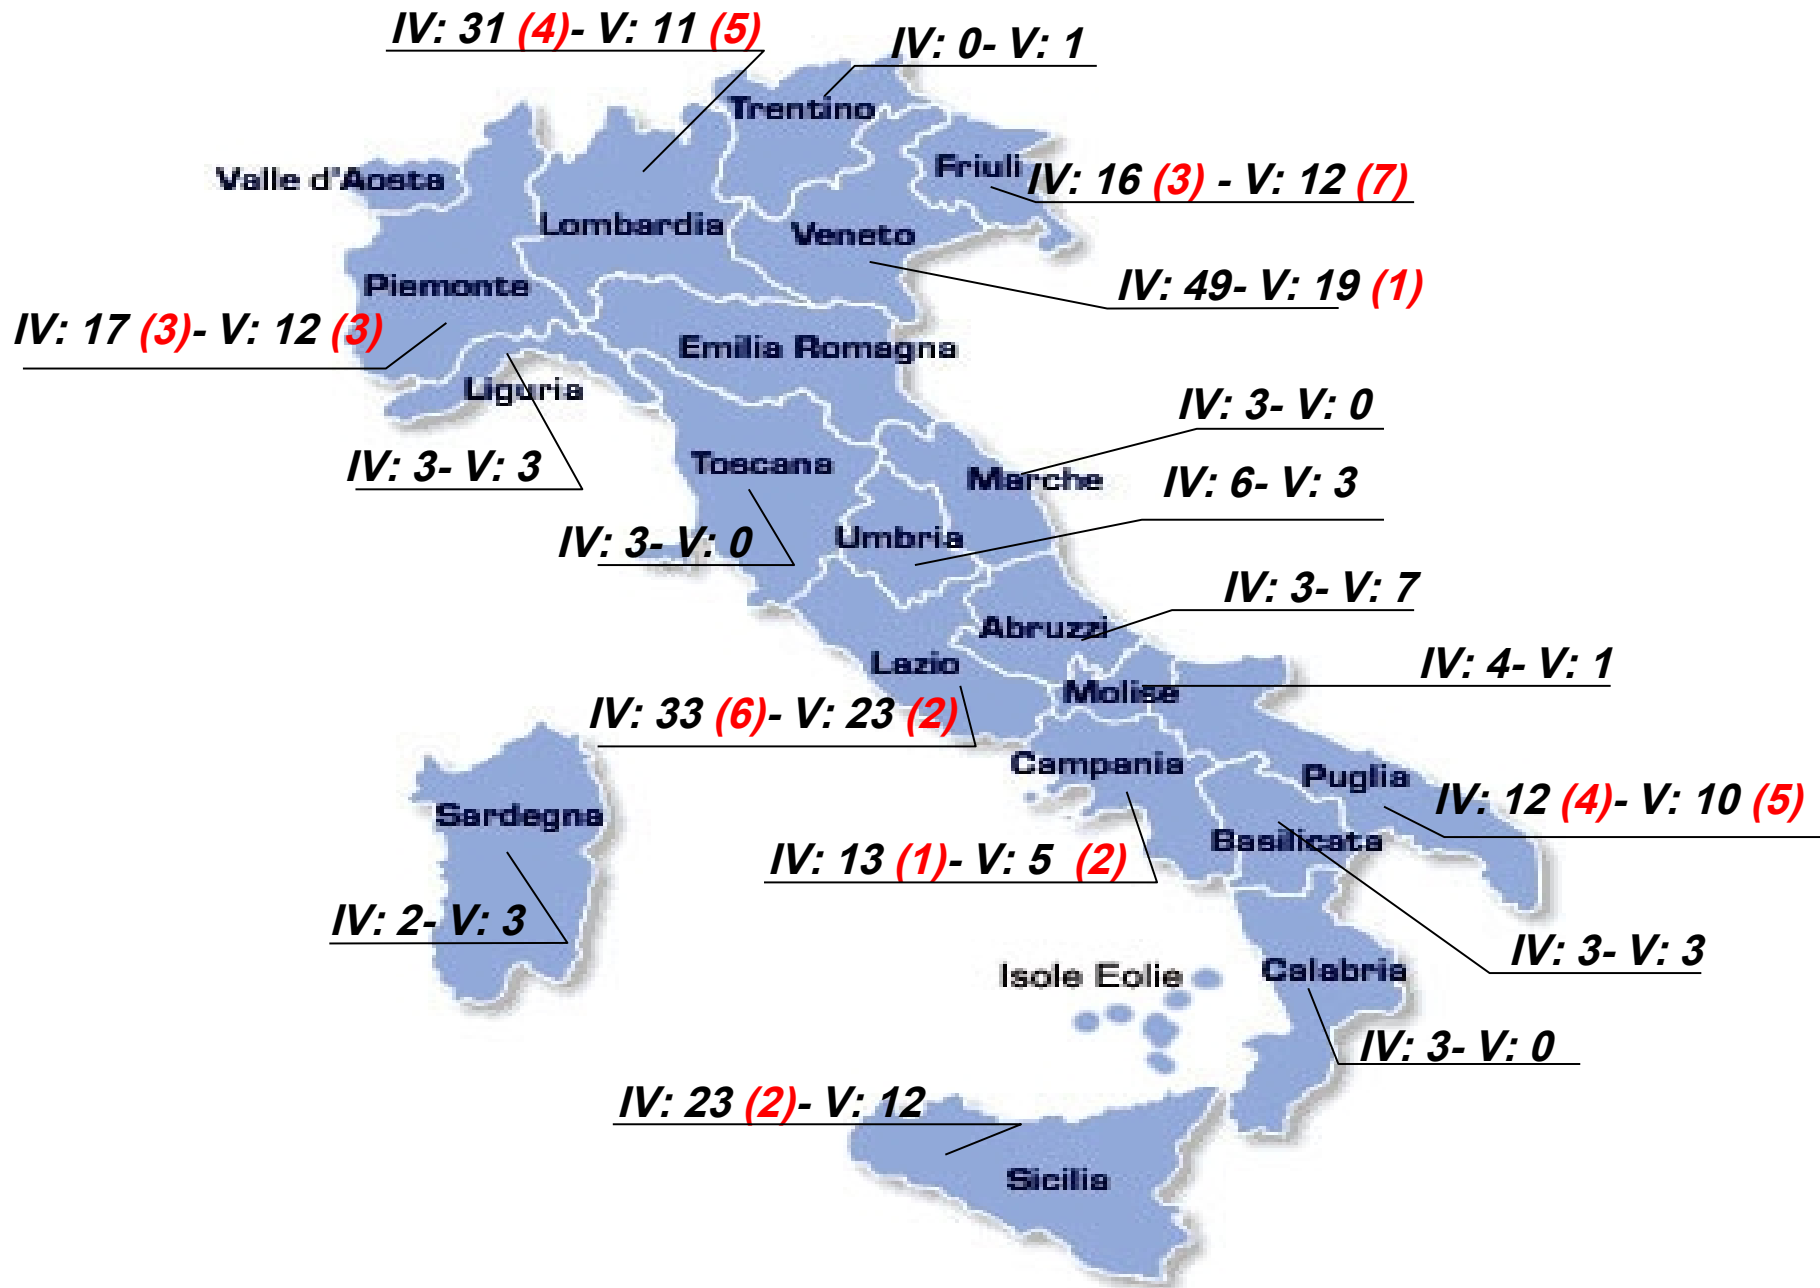 IV: 31 (4)- V: 11 (5)
IV: 0- V: 1
Trentino
Friuli
Valle d'Aosta
IV: 16 (3) - V: 12 (7)
Lombardia
Veneto
Piemonte
IV: 49- V: 19 (1)
IV: 17 (3)- V: 12 (3)
Emilia Romagna
Liguria
IV: 3- V: 0
IV: 3- V: 3
Toscana
Marche
IV: 6- V: 3
IV: 3- V: 0
Umbria
IV: 3- V: 7
Abruzzi
Lazio
IV: 4- V: 1
Molise
IV: 33 (6)- V: 23 (2)
Campania
Puglia
IV: 12 (4)- V: 10 (5)
Sardegna
Basilicata
IV: 13 (1)- V: 5 (2)
IV: 2- V: 3
IV: 3- V: 3
Isole Eolie
Calabria
IV: 3- V: 0
IV: 23 (2)- V: 12
Sicilia